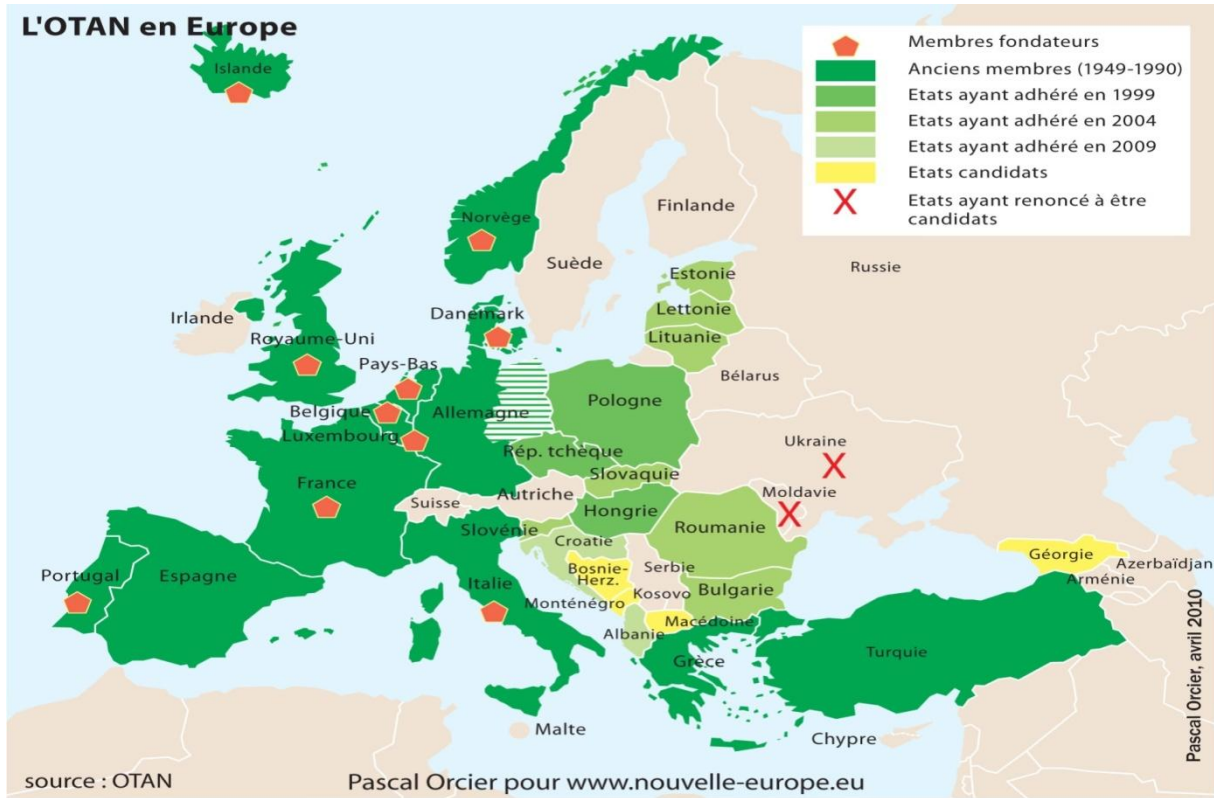 L'OTAN en Europe
Membres fondateurs
Anciens membres (1949-1990)
Etats ayant adhéré en 1999
Etats ayant adhéré en 2004
Etats ayant adhéré en 2009
Etats candidats
Etats ayant renoncé à être
candidats
Islande
Norvège
Finlande
Suède
Russie
Estonie
Lettonie
Lituanie
Irlande
Danemark
Royaume-Uni
Pays-Bas
Bélarus
Belgique
Allemagne
Pologne
Luxembourg
Ukraine
Rép. tchèque
Slovaquie
France
Moldavie
Suisse
Autriche
Hongrie
Roumanie
Slovénie
Croatie
Géorgie
Azerbaïdjan
Portugal
Espagne
Italie
Bosnie-
Herz.
Serbie
Arménie
Kosovo
Bulgarie
Monténégro
Macédoine
Albanie
Grèce
Turquie
Malte
Chypre
Pascal Orcier, avril 2010
source : OTAN
Pascal Orcier pour www.nouvelle-europe.eu